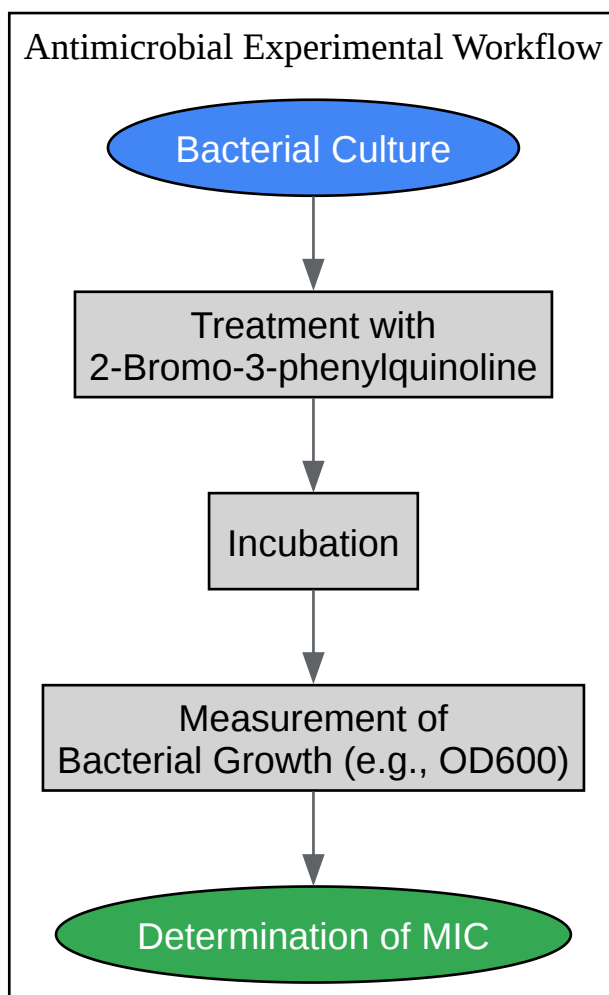 Antimicrobial Experimental Workflow
Bacterial Culture
Treatment with
2-Bromo-3-phenylquinoline
Incubation
Measurement of
Bacterial Growth (e.g., OD600)
Determination of MIC